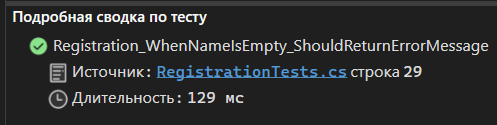 Подробная сводка по тесту
Registration_WhenNameIsEmpty_ShouldReturnErrorMessage
Источник: RegistrationTests.cs строка 29
Длительность: 129 мс